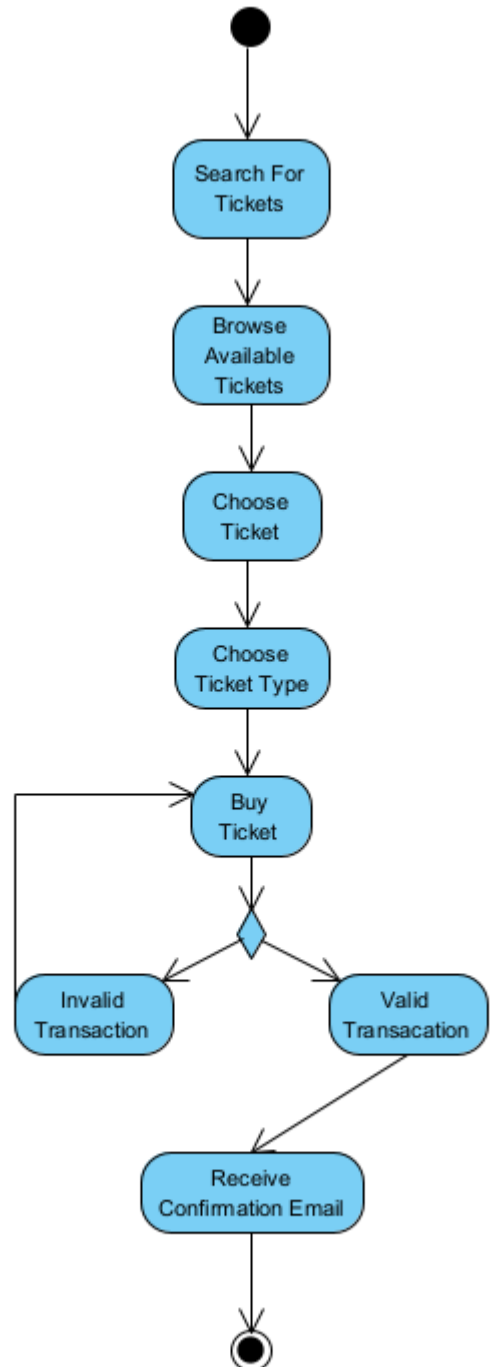 Search For
Tickets
Browse
Available
Tickets
Choose
Ticket
Choose
Ticket Type
Buy
Ticket
Invalid
Transaction
Valid
Transacation
Receive
Confirmation Email